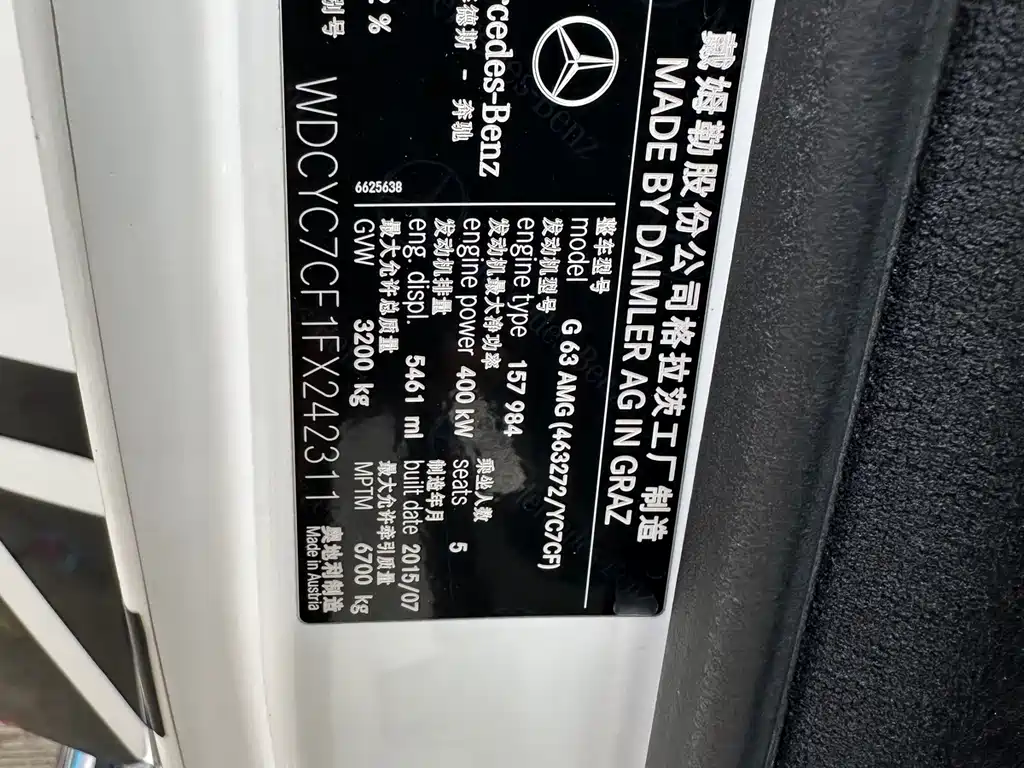 戴姆勒股份公司格拉茨工厂制造
MADE BY DAIMLER AG IN GRAZ
Mercedes-Benz
梅赛德斯 - 奔驰
整车型号
model G 63 AMG (463272/YC7CF)
发动机型号
engine type 157 984
发动机最大净功率 乘坐人数
engine power 400 kW seats 5
发动机排量 制造年月
eng. displ. 5461 ml built date 2015/07
最大允许总质量 最大允许牵引质量
GVW 3200 kg MPTM 6700 kg
6625638
2 %
别号 WDCYC7CF1FX242311 奥地利制造
Made in Austria